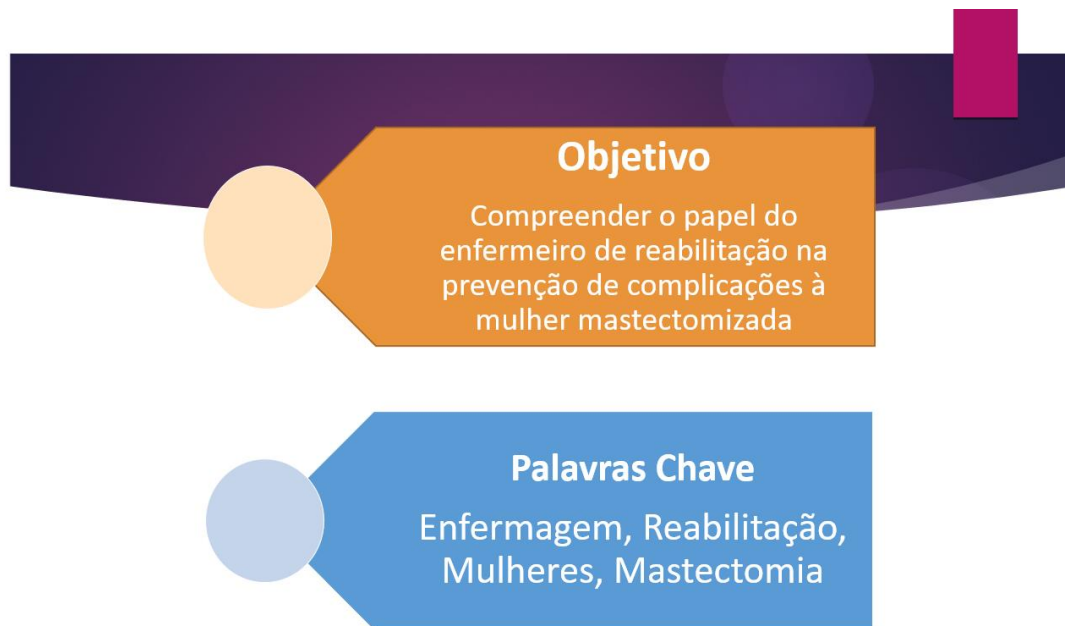 Objetivo
Compreender o papel do
enfermeiro de reabilitação na
prevenção de complicações à
mulher mastectomizada
Palavras Chave
Enfermagem, Reabilitação,
Mulheres, Mastectomia